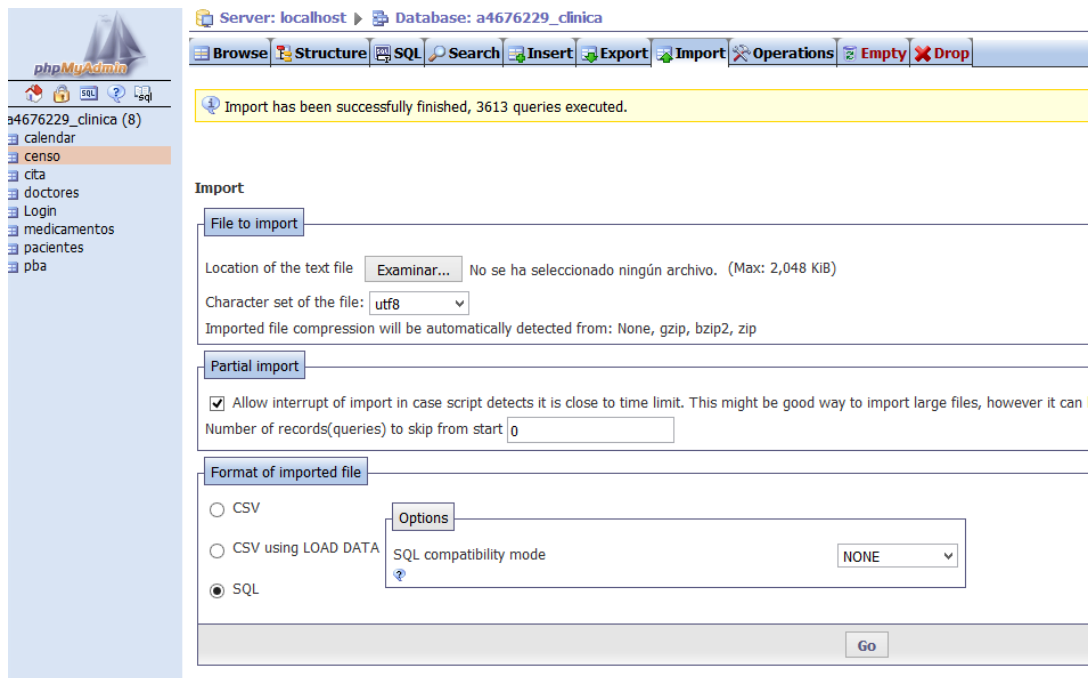 Server: localhost Database: a4676229_clinica
phpMyAdmin
Browse Structure SQL Search Insert Export Import Operations Empty Drop
SQL sql
Import has been successfully finished, 3613 queries executed.
a4676229_clinica (8)
calendar
censo
cita
doctores
Login
medicamentos
pacientes
pba
Import
File to import
Location of the text file Examinar... No se ha seleccionado ningún archivo. (Max: 2,048 KiB)
Character set of the file: utf8
Imported file compression will be automatically detected from: None, gzip, bzip2, zip
Partial import
Allow interrupt of import in case script detects it is close to time limit. This might be good way to import large files, however it can
Number of records(queries) to skip from start 0
Format of imported file
CSV
CSV using LOAD DATA
SQL
Options
SQL compatibility mode NONE
Go